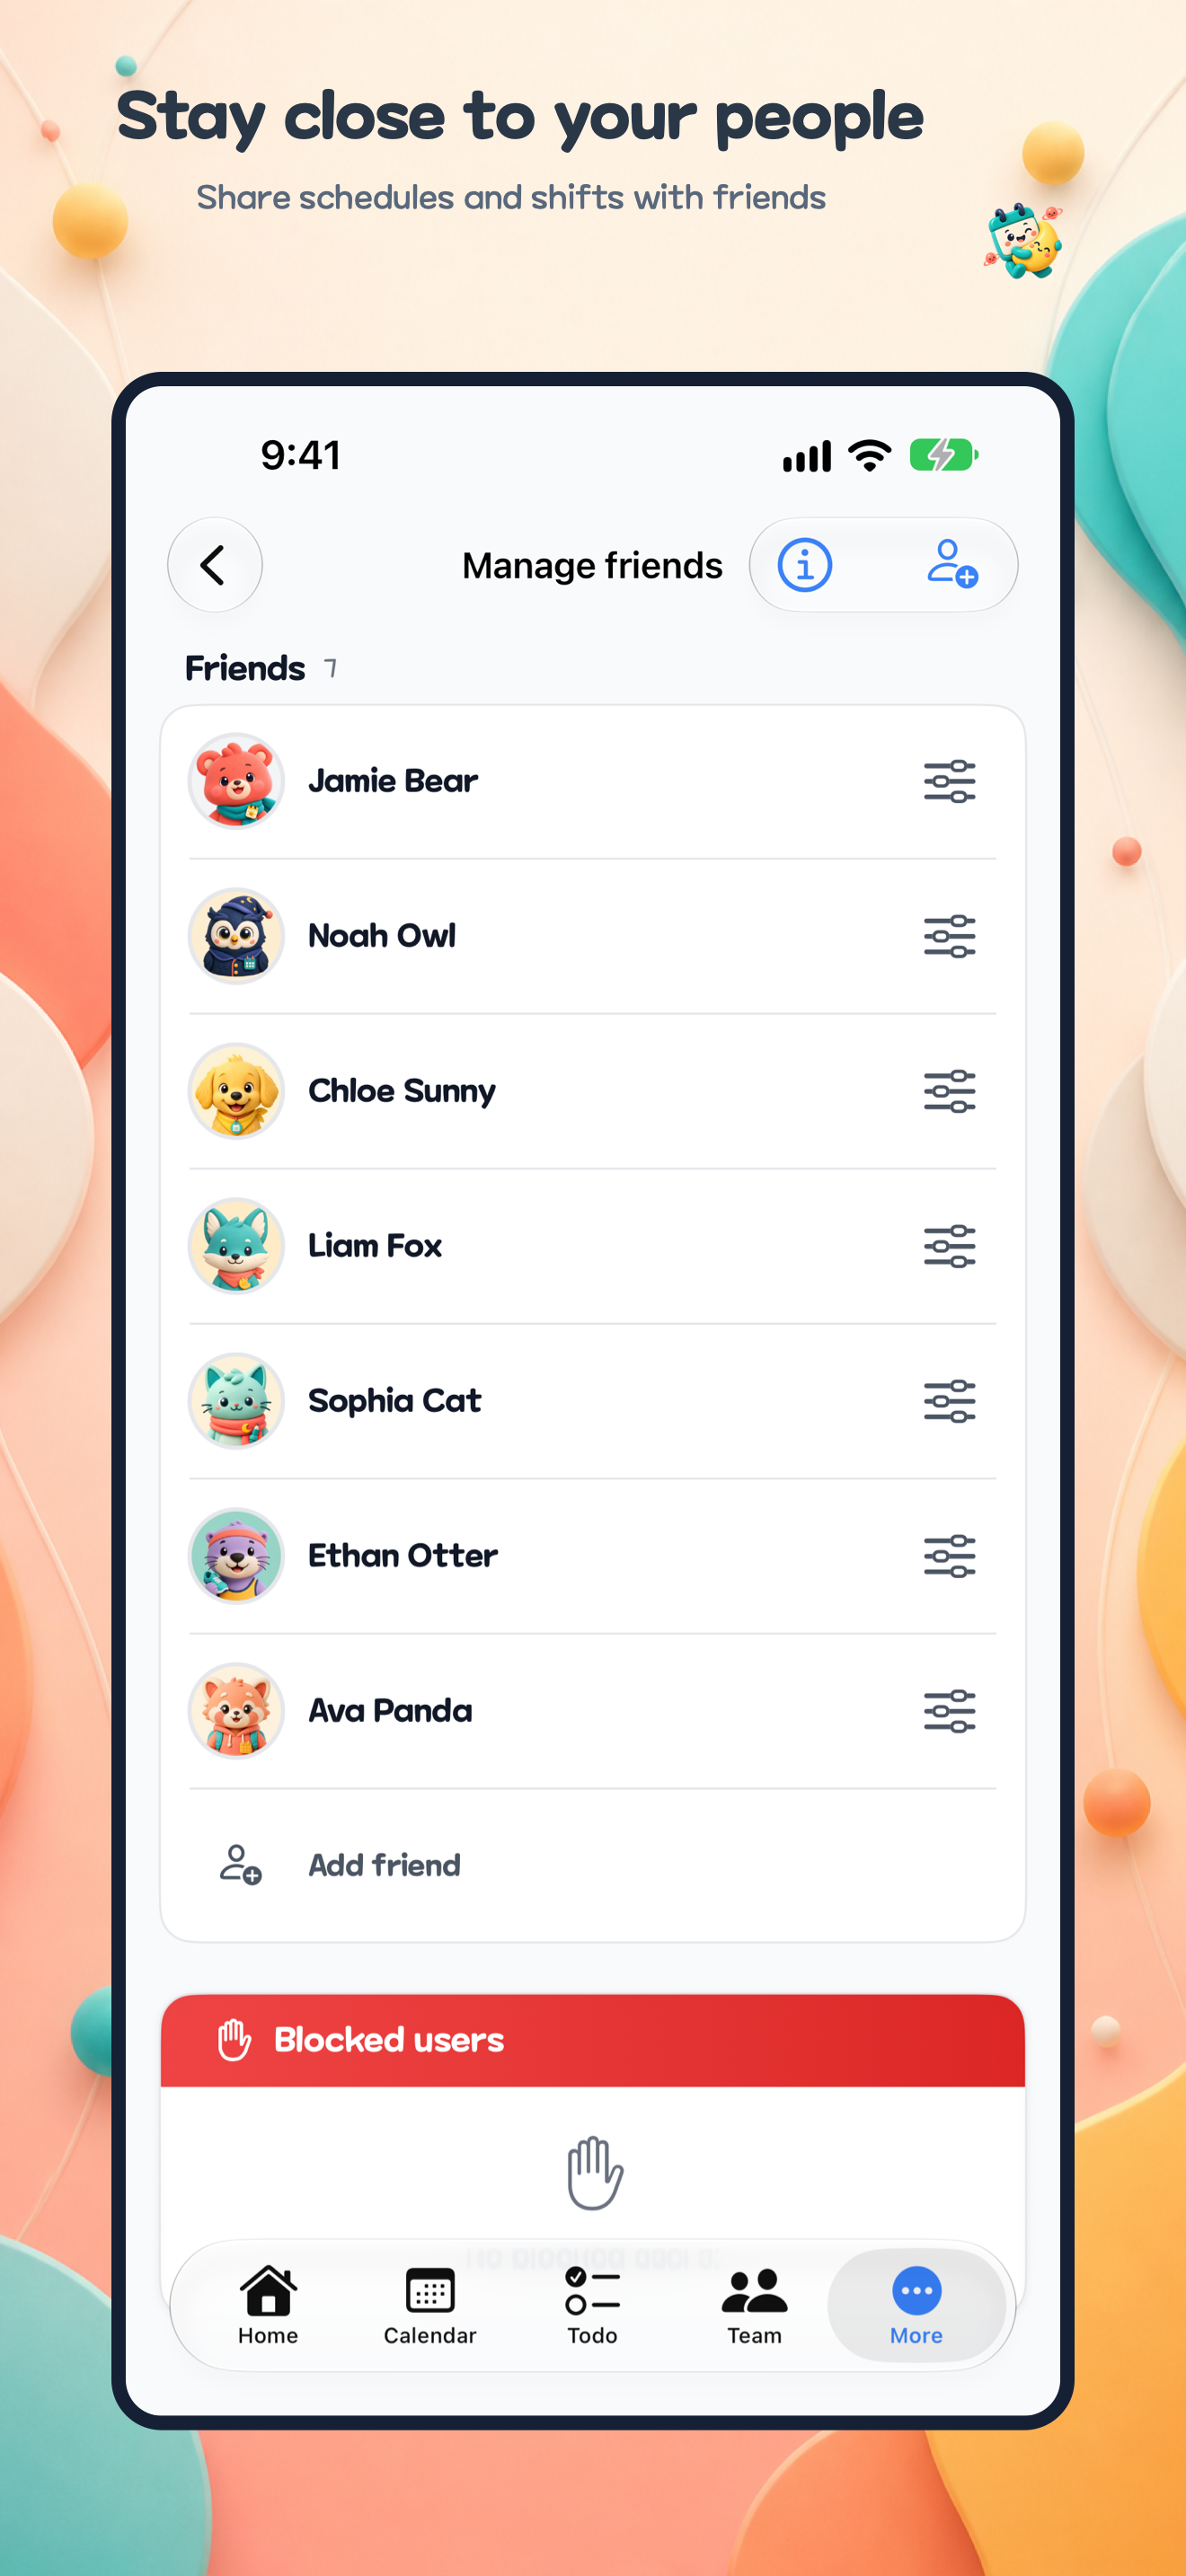 Stay close to your people
Share schedules and shifts with friends
9:41
Manage friends
Friends 7
Jamie Bear
Noah Owl
Chloe Sunny
Liam Fox
Sophia Cat
Ethan Otter
Ava Panda
Add friend
Blocked users
Home Calendar Todo Team More